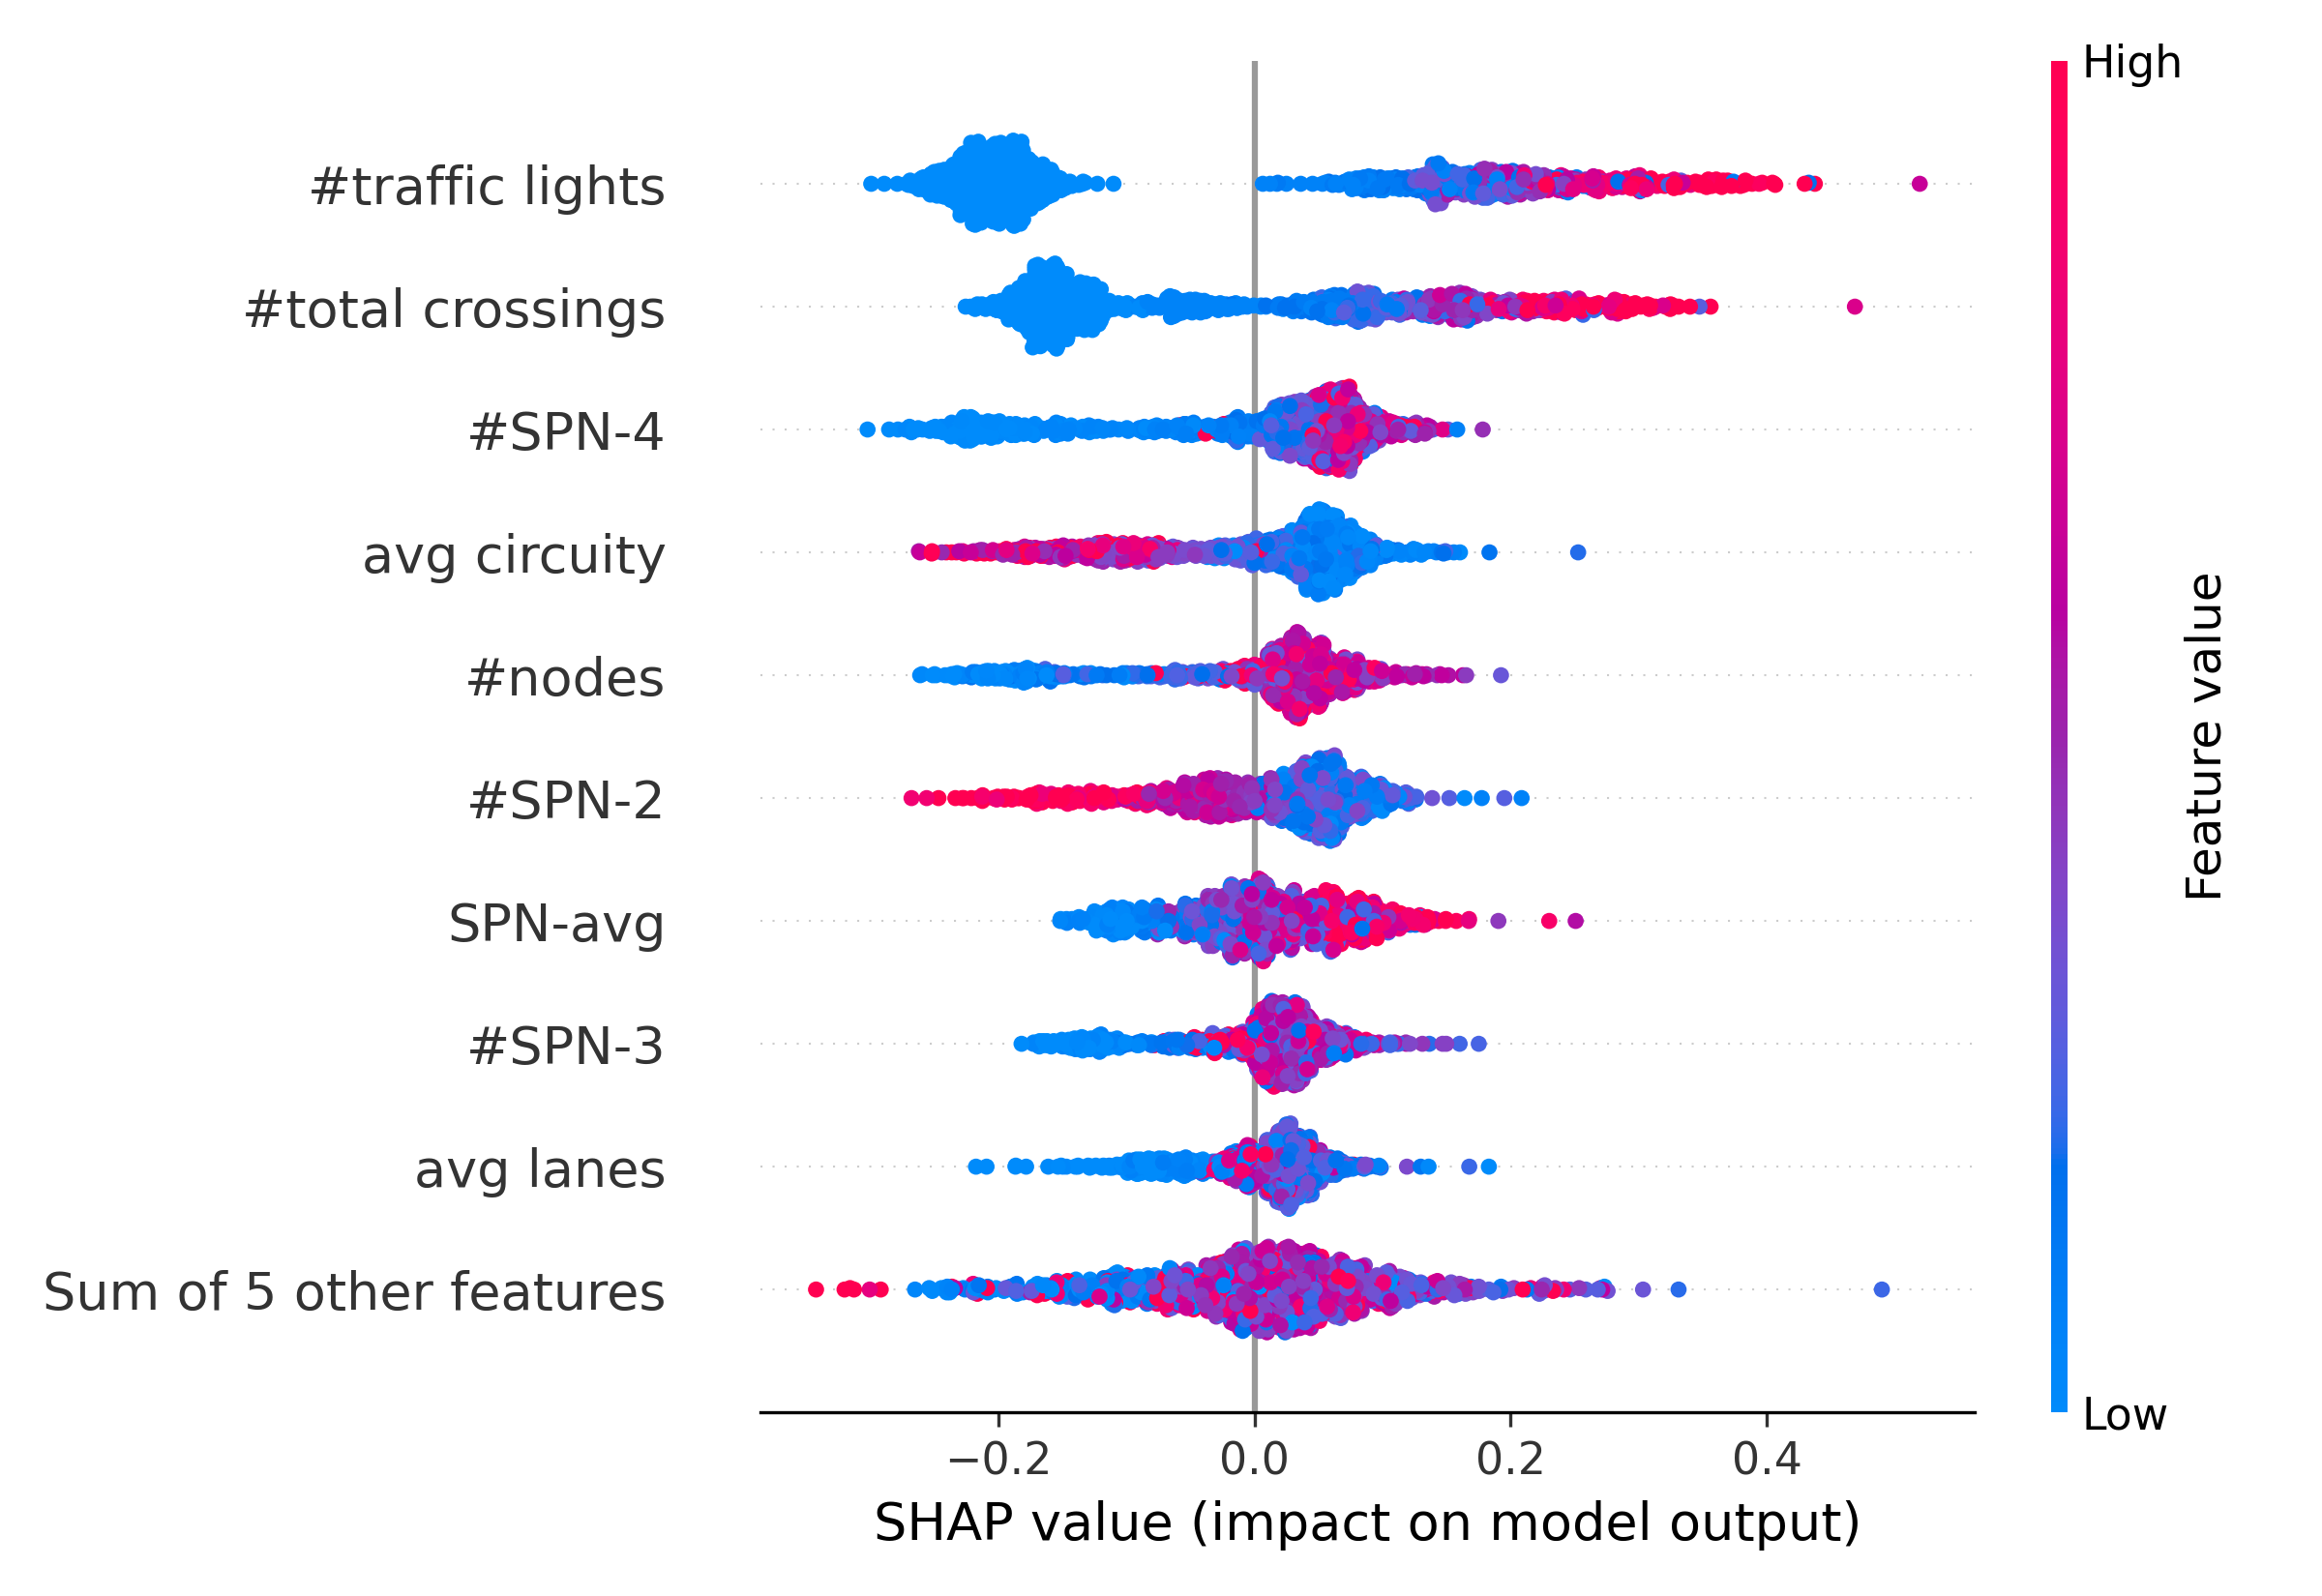 High
#traffic lights
#total crossings
#SPN-4
avg circuity
#nodes
#SPN-2
SPN-avg
#SPN-3
avg lanes
Sum of 5 other features
Feature value
Low
−0.2 0.0 0.2 0.4
SHAP value (impact on model output)